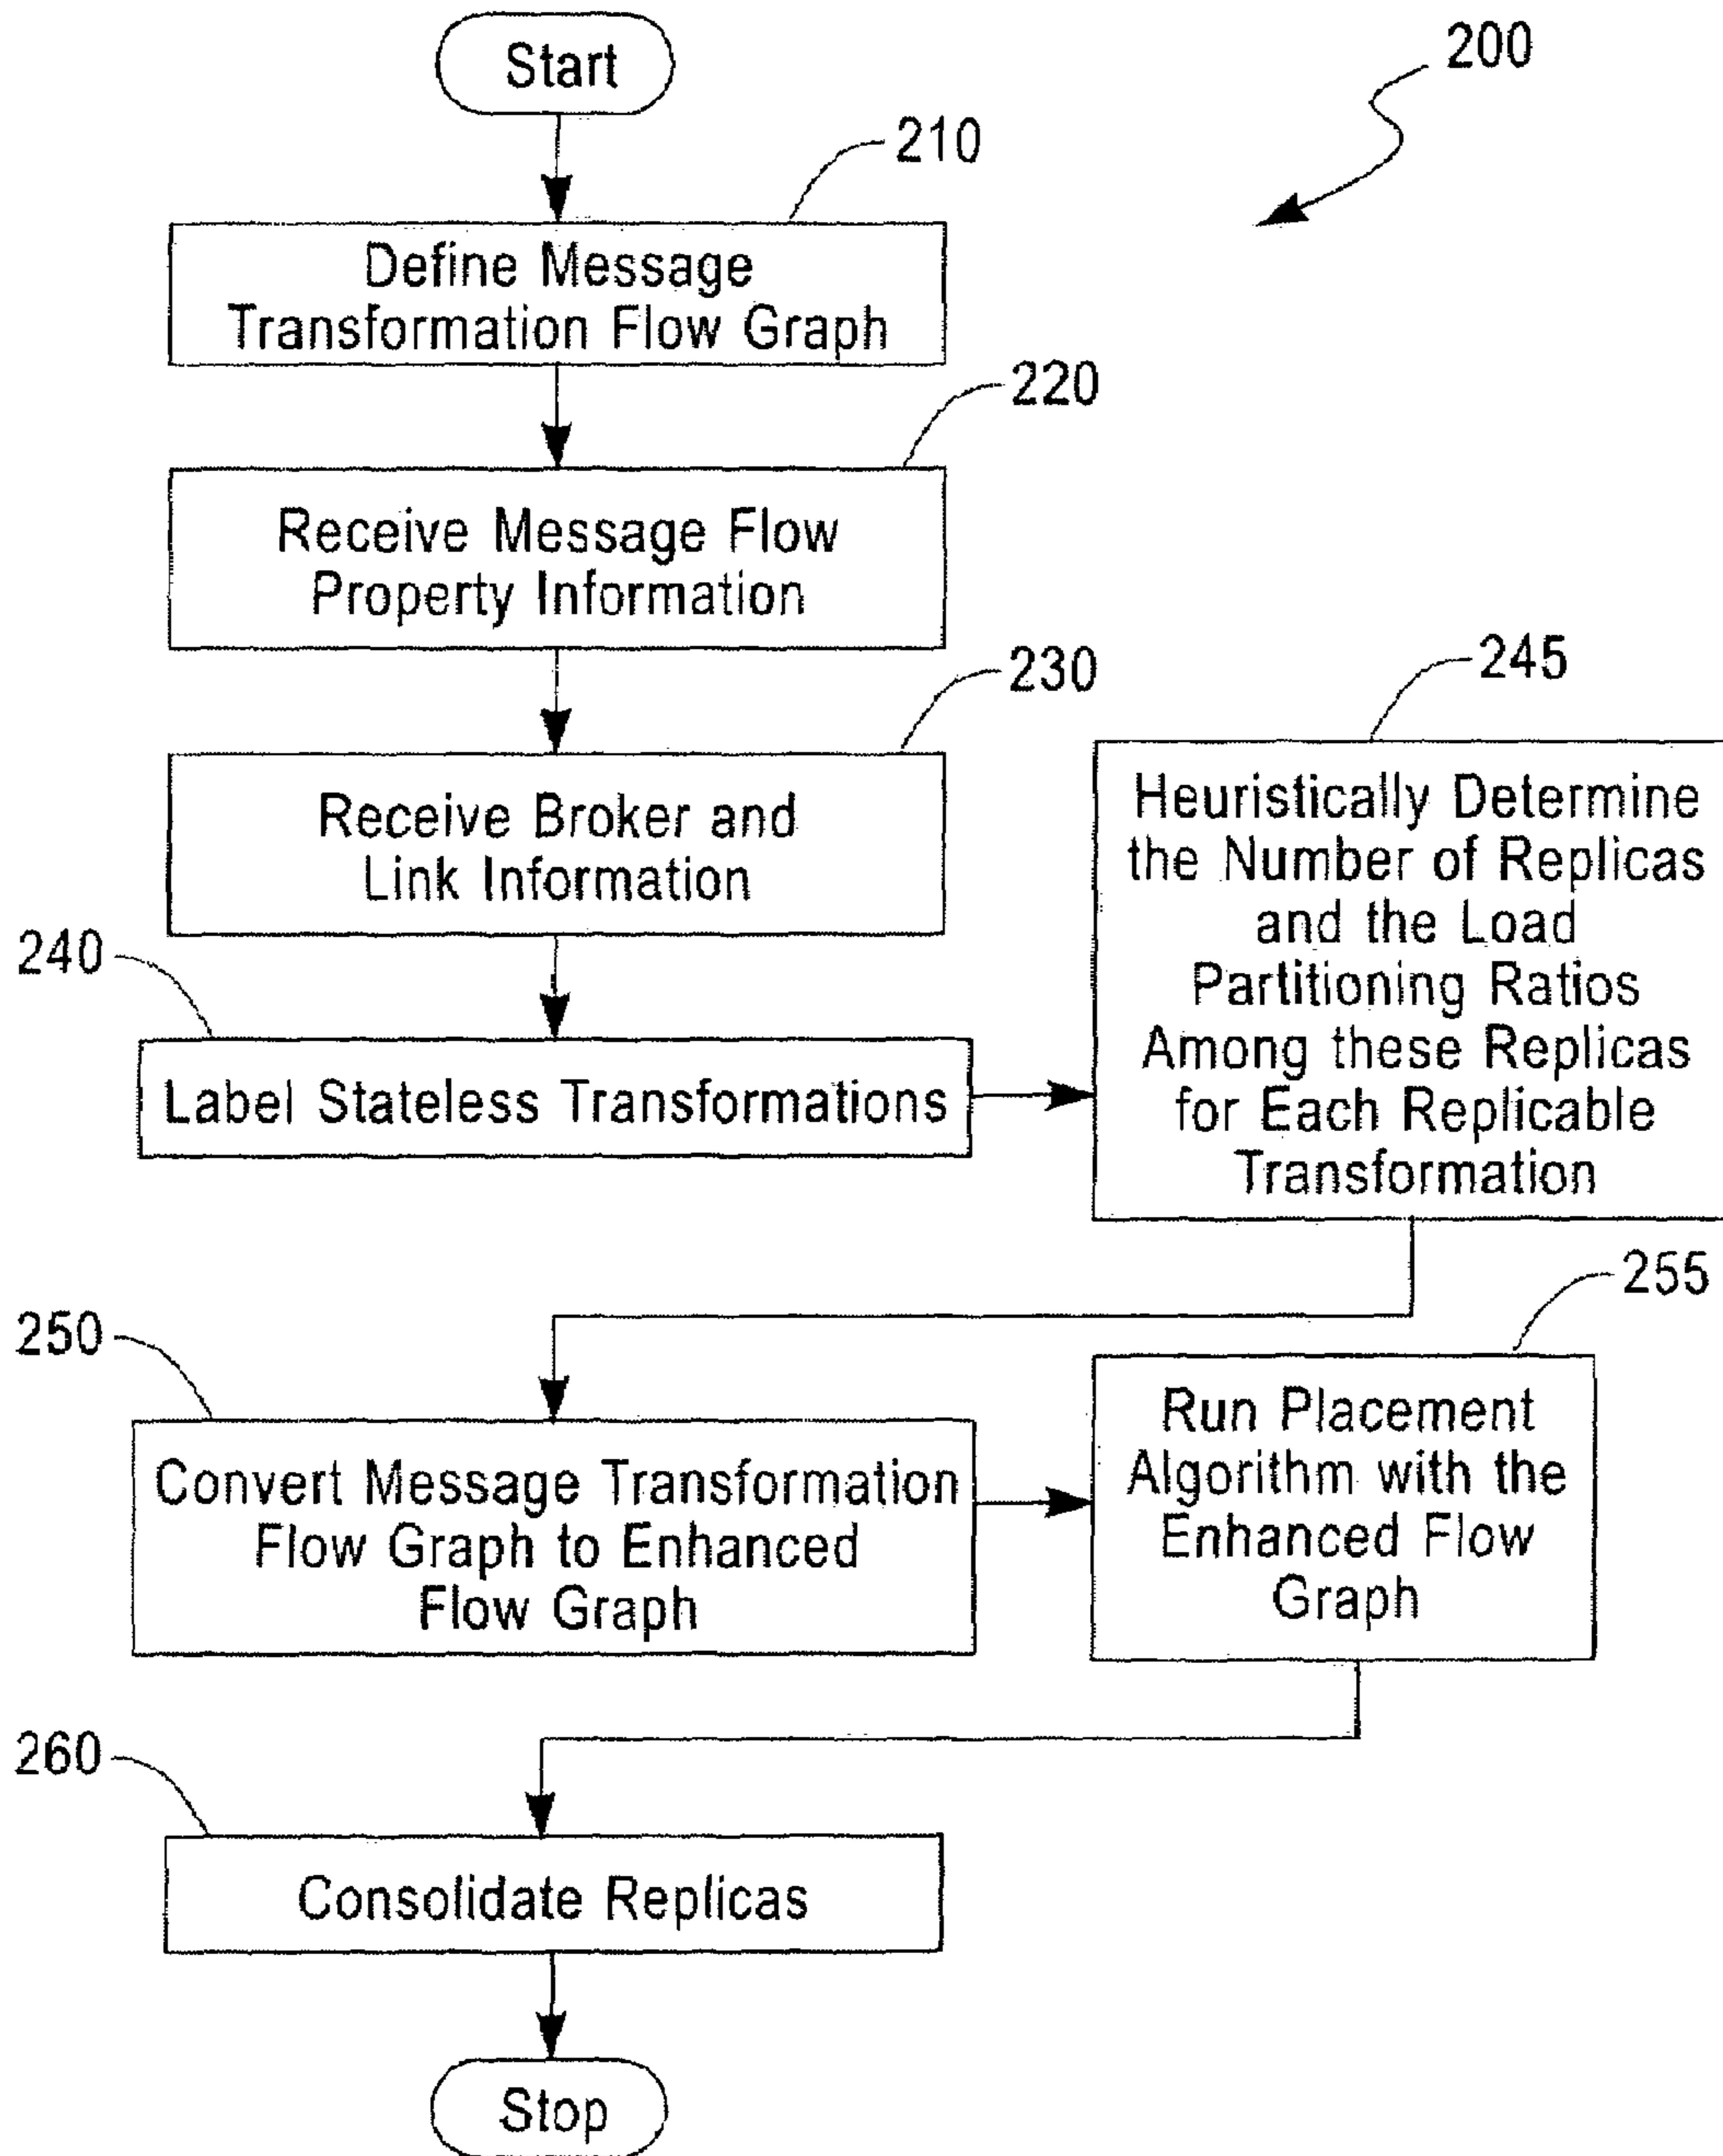 Start
200
210
Define Message
Transformation Flow Graph
220
Receive Message Flow
Property Information
230
Receive Broker and
Link Information
240
Label Stateless Transformations
245
Heuristically Determine
the Number of Replicas
and the Load
Partitioning Ratios
Among these Replicas
for Each Replicable
Transformation
250
Convert Message Transformation
Flow Graph to Enhanced
Flow Graph
255
Run Placement
Algorithm with the
Enhanced Flow
Graph
260
Consolidate Replicas
Stop